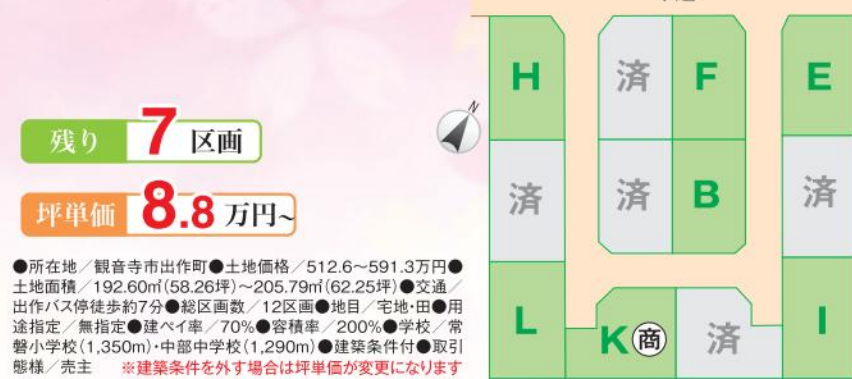 残り 7 区画
坪単価 8.8 万円~
●所在地／観音寺市出作町●土地価格／512.6〜591.3万円●
土地面積／192.60㎡(58.26坪)〜205.79㎡(62.25坪)●交通／
出作バス停徒歩約7分●総区画数／12区画●地目／宅地・田●用
途指定／無指定●建ペイ率／70%●容積率／200%●学校／常
磐小学校(1,350m)・中部中学校(1,290m)●建築条件付●取引
態様／売主 ※建築条件を外す場合は坪単価が変更になります
N
H 済 F E
済 済 B 済
L K 商 済 I